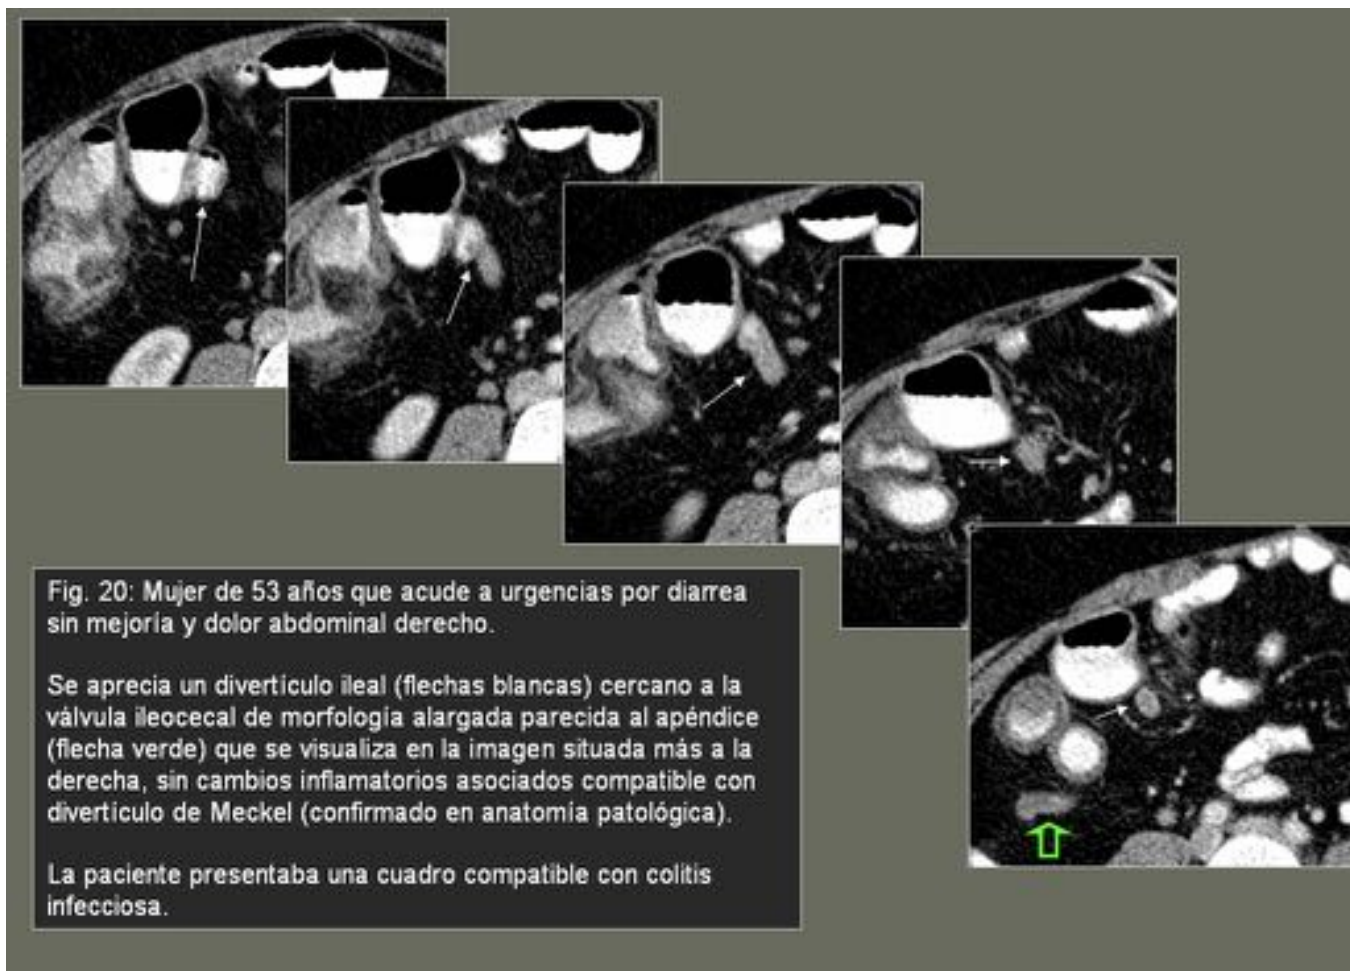 Fig. 20: Mujer de 53 años que acude a urgencias por diarrea
sin mejoría y dolor abdominal derecho.
Se aprecia un divertículo ileal (flechas blancas) cercano a la
válvula ileocecal de morfología alargada parecida al apéndice
(flecha verde) que se visualiza en la imagen situada más a la
derecha, sin cambios inflamatorios asociados compatible con
divertículo de Meckel (confirmado en anatomía patológica).
La paciente presentaba una cuadro compatible con colitis
infecciosa.